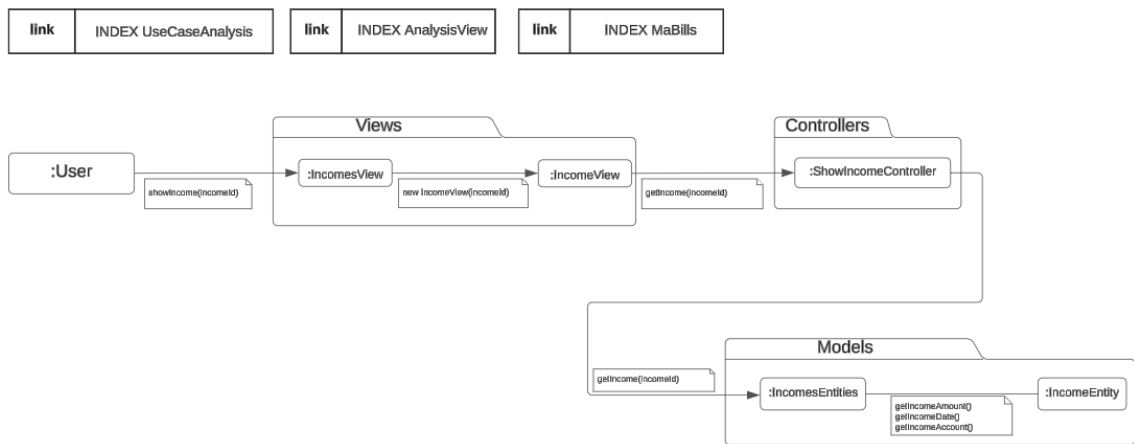 link INDEX UseCaseAnalysis
link INDEX AnalysisView
link INDEX MaBills
Views
Controllers
:User
:IncomesView
:IncomeView
:ShowIncomeController
showIncome(incomeId)
new IncomeView(incomeId)
getIncome(incomeId)
Models
getIncome(incomeId)
:IncomesEntities
:IncomeEntity
getIncomeAmount()
getIncomeDate()
getIncomeAccount()